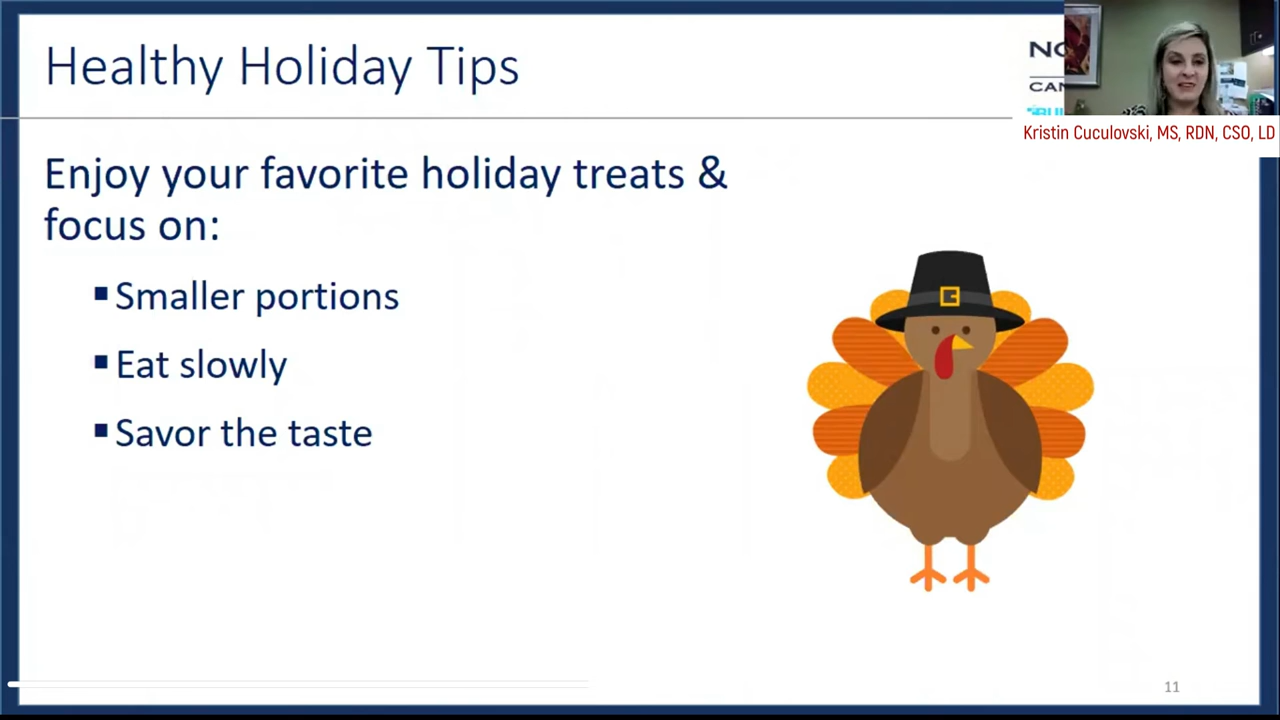 Healthy Holiday Tips
Kristin Cuculovski, MS, RDN, CSO, LD
Enjoy your favorite holiday treats &
focus on:
▪ Smaller portions
▪ Eat slowly
▪ Savor the taste
11